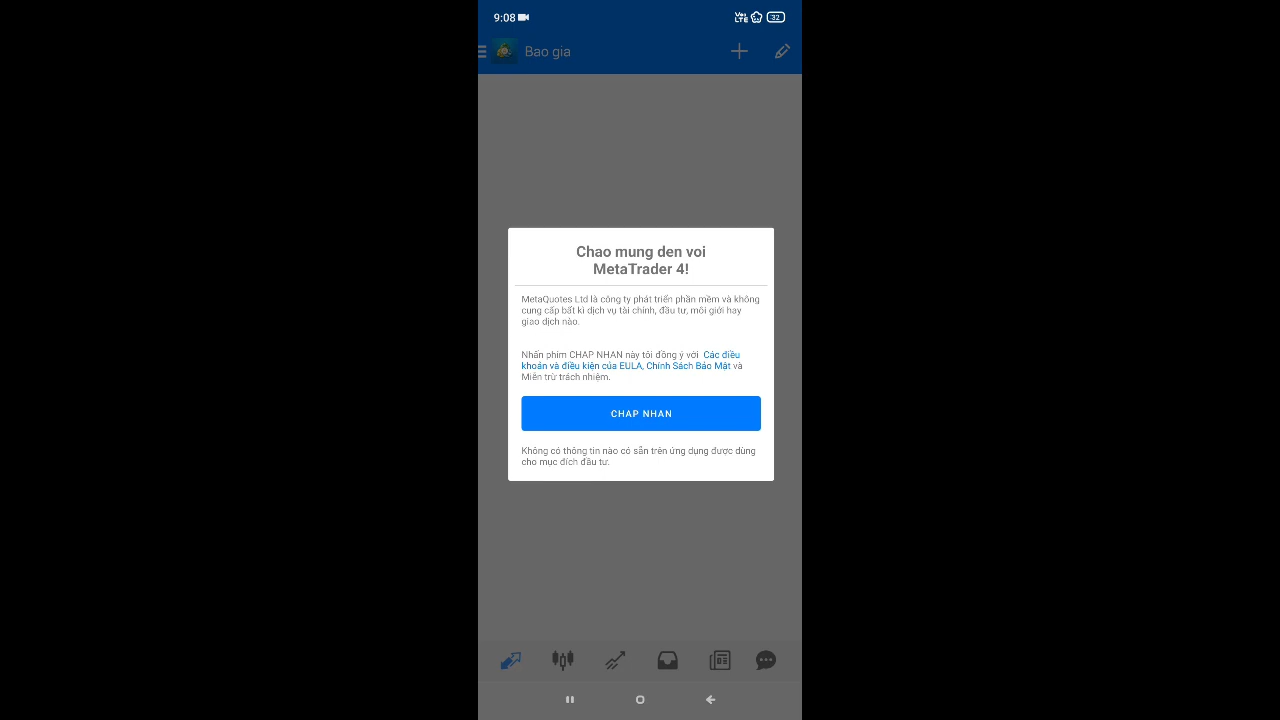 9:08
Vo)) LTE 32
Bao gia
Chao mung den voi
MetaTrader 4!
MetaQuotes Ltd là công ty phát triển phần mềm và không
cung cấp bất kì dịch vụ tài chính, đầu tư, môi giới hay
giao dịch nào.
Nhấn phím CHAP NHAN này tôi đồng ý với Các điều
khoản và điều kiện của EULA, Chính Sách Bảo Mật và
Miễn trừ trách nhiệm.
CHAP NHAN
Không có thông tin nào có sẵn trên ứng dụng được dùng
cho mục đích đầu tư.